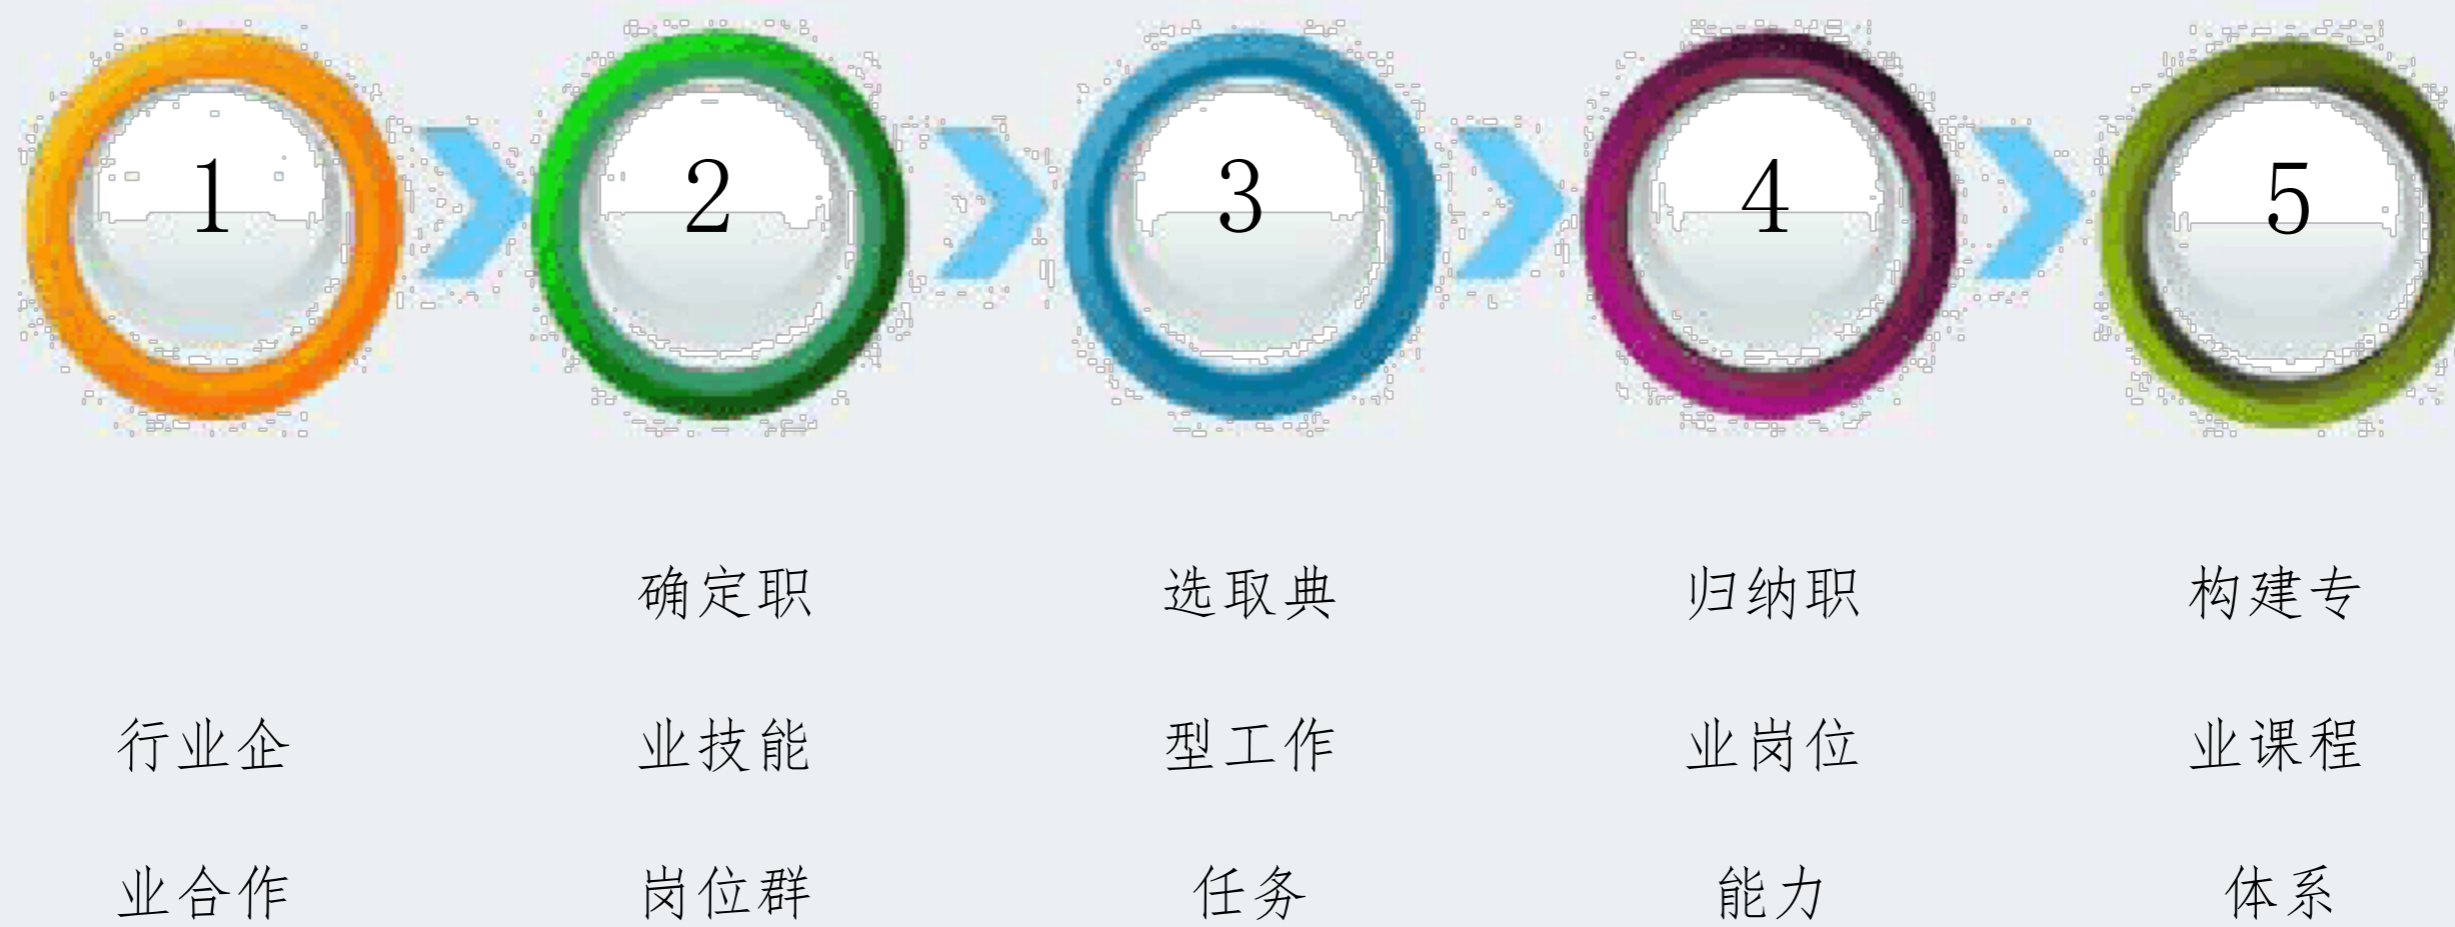 1
2
3
4
5
行业企
业合作
确定职
业技能
岗位群
选取典
型工作
任务
归纳职
业岗位
能力
构建专
业课程
体系